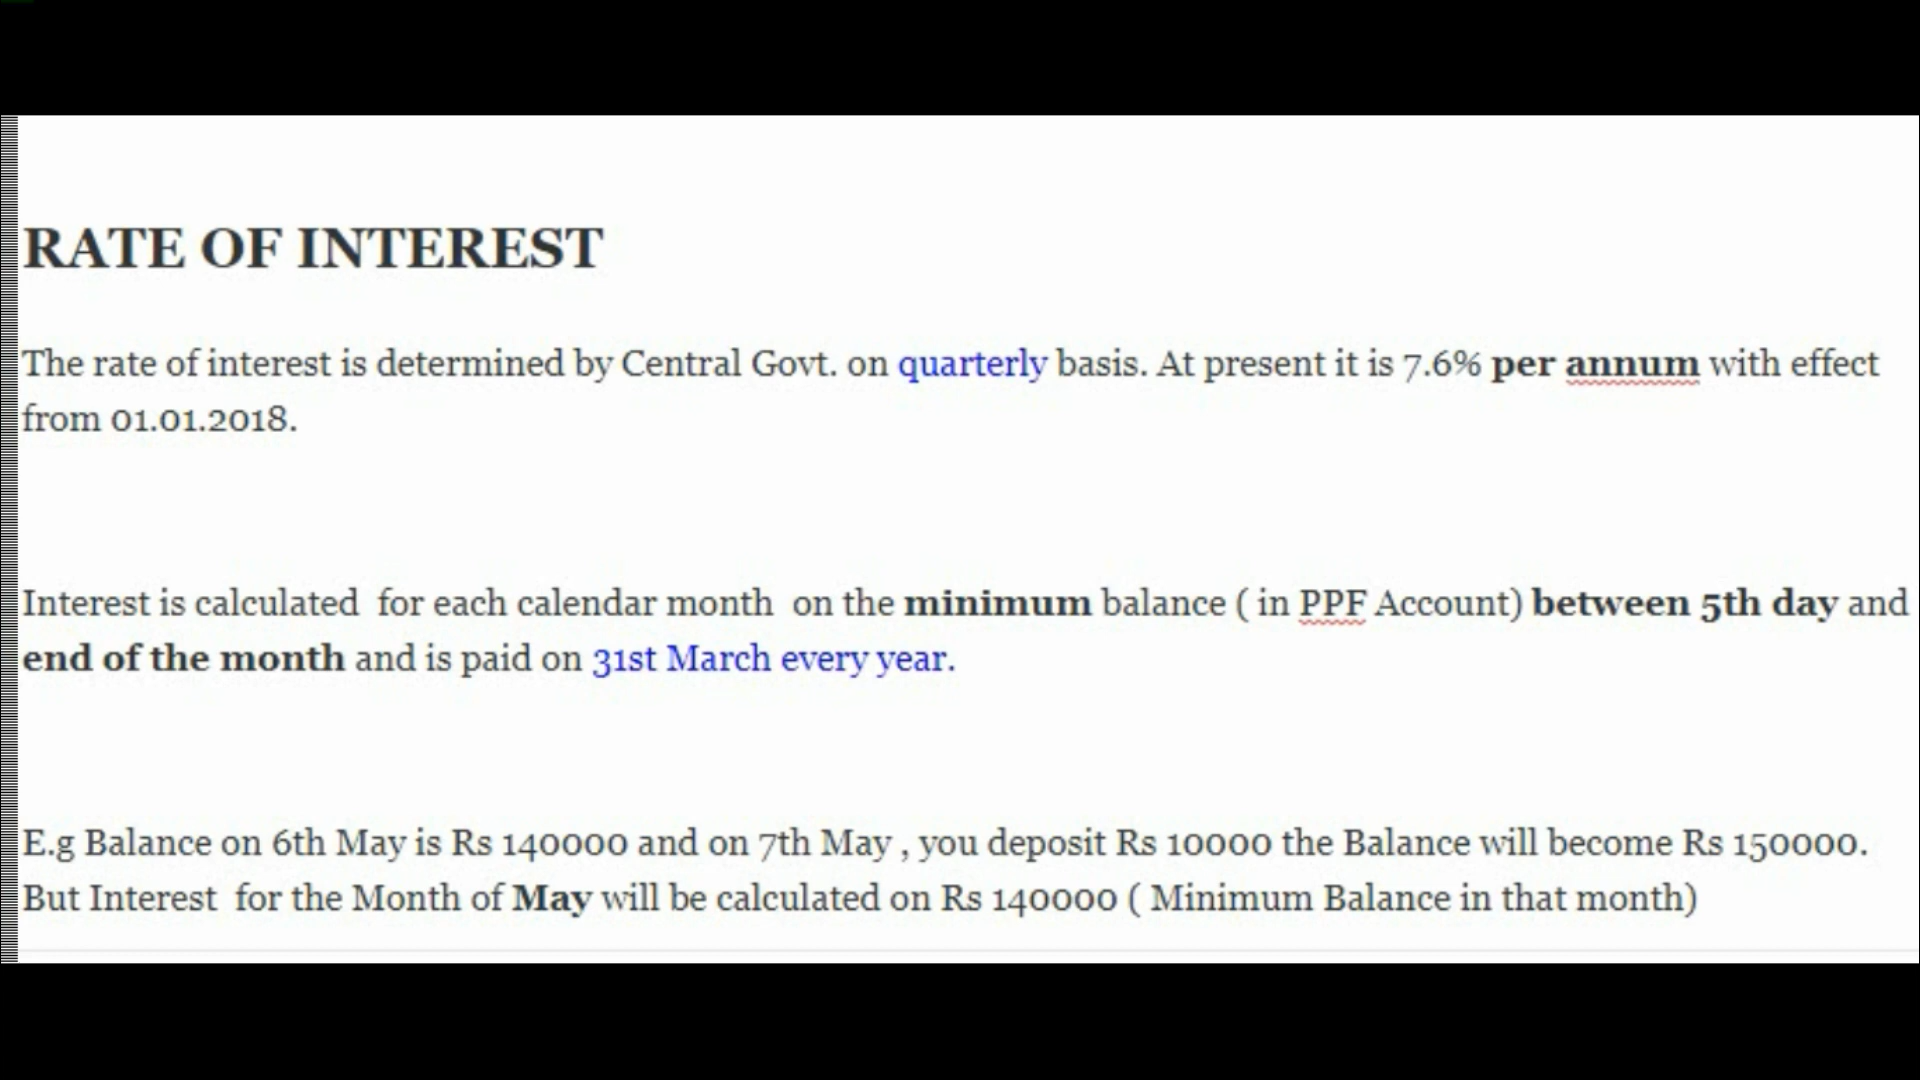 RATE OF INTEREST
The rate of interest is determined by Central Govt. on quarterly basis. At present it is 7.6% per annum with effect
from 01.01.2018.
Interest is calculated  for each calendar month  on the minimum balance ( in PPF Account) between 5th day and
end of the month and is paid on 31st March every year.
E.g Balance on 6th May is Rs 140000 and on 7th May , you deposit Rs 10000 the Balance will become Rs 150000.
But Interest  for the Month of May will be calculated on Rs 140000 ( Minimum Balance in that month)